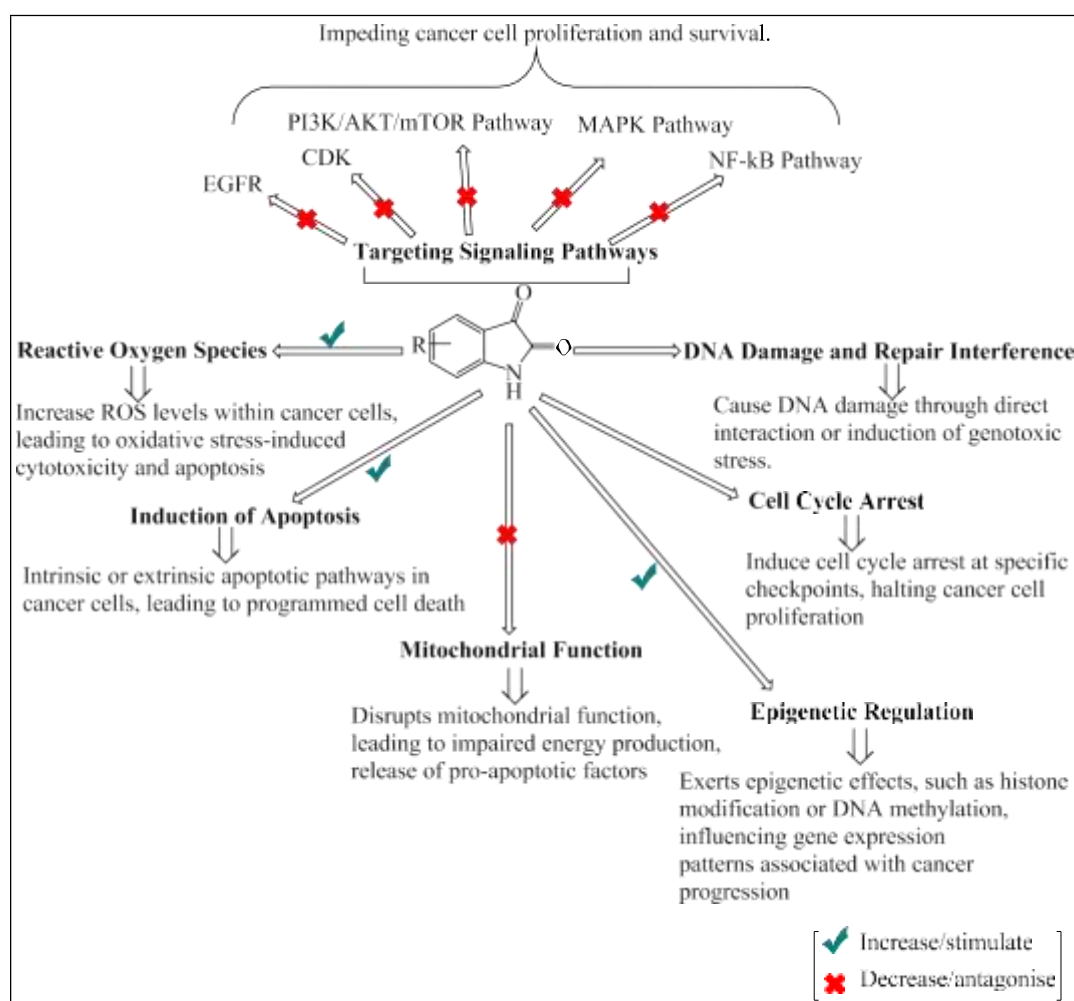 Impeding cancer cell proliferation and survival.
PI3K/AKT/mTOR Pathway
MAPK Pathway
CDK
NF-kB Pathway
EGFR
Targeting Signaling Pathways
O
R
O
N
H
Reactive Oxygen Species
DNA Damage and Repair Interference
Increase ROS levels within cancer cells,
leading to oxidative stress-induced
cytotoxicity and apoptosis
Cause DNA damage through direct
interaction or induction of genotoxic
stress.
Induction of Apoptosis
Cell Cycle Arrest
Intrinsic or extrinsic apoptotic pathways in
cancer cells, leading to programmed cell death
Induce cell cycle arrest at specific
checkpoints, halting cancer cell
proliferation
Mitochondrial Function
Disrupts mitochondrial function,
leading to impaired energy production,
release of pro-apoptotic factors
Epigenetic Regulation
Exerts epigenetic effects, such as histone
modification or DNA methylation,
influencing gene expression
patterns associated with cancer
progression
Increase/stimulate
Decrease/antagonise